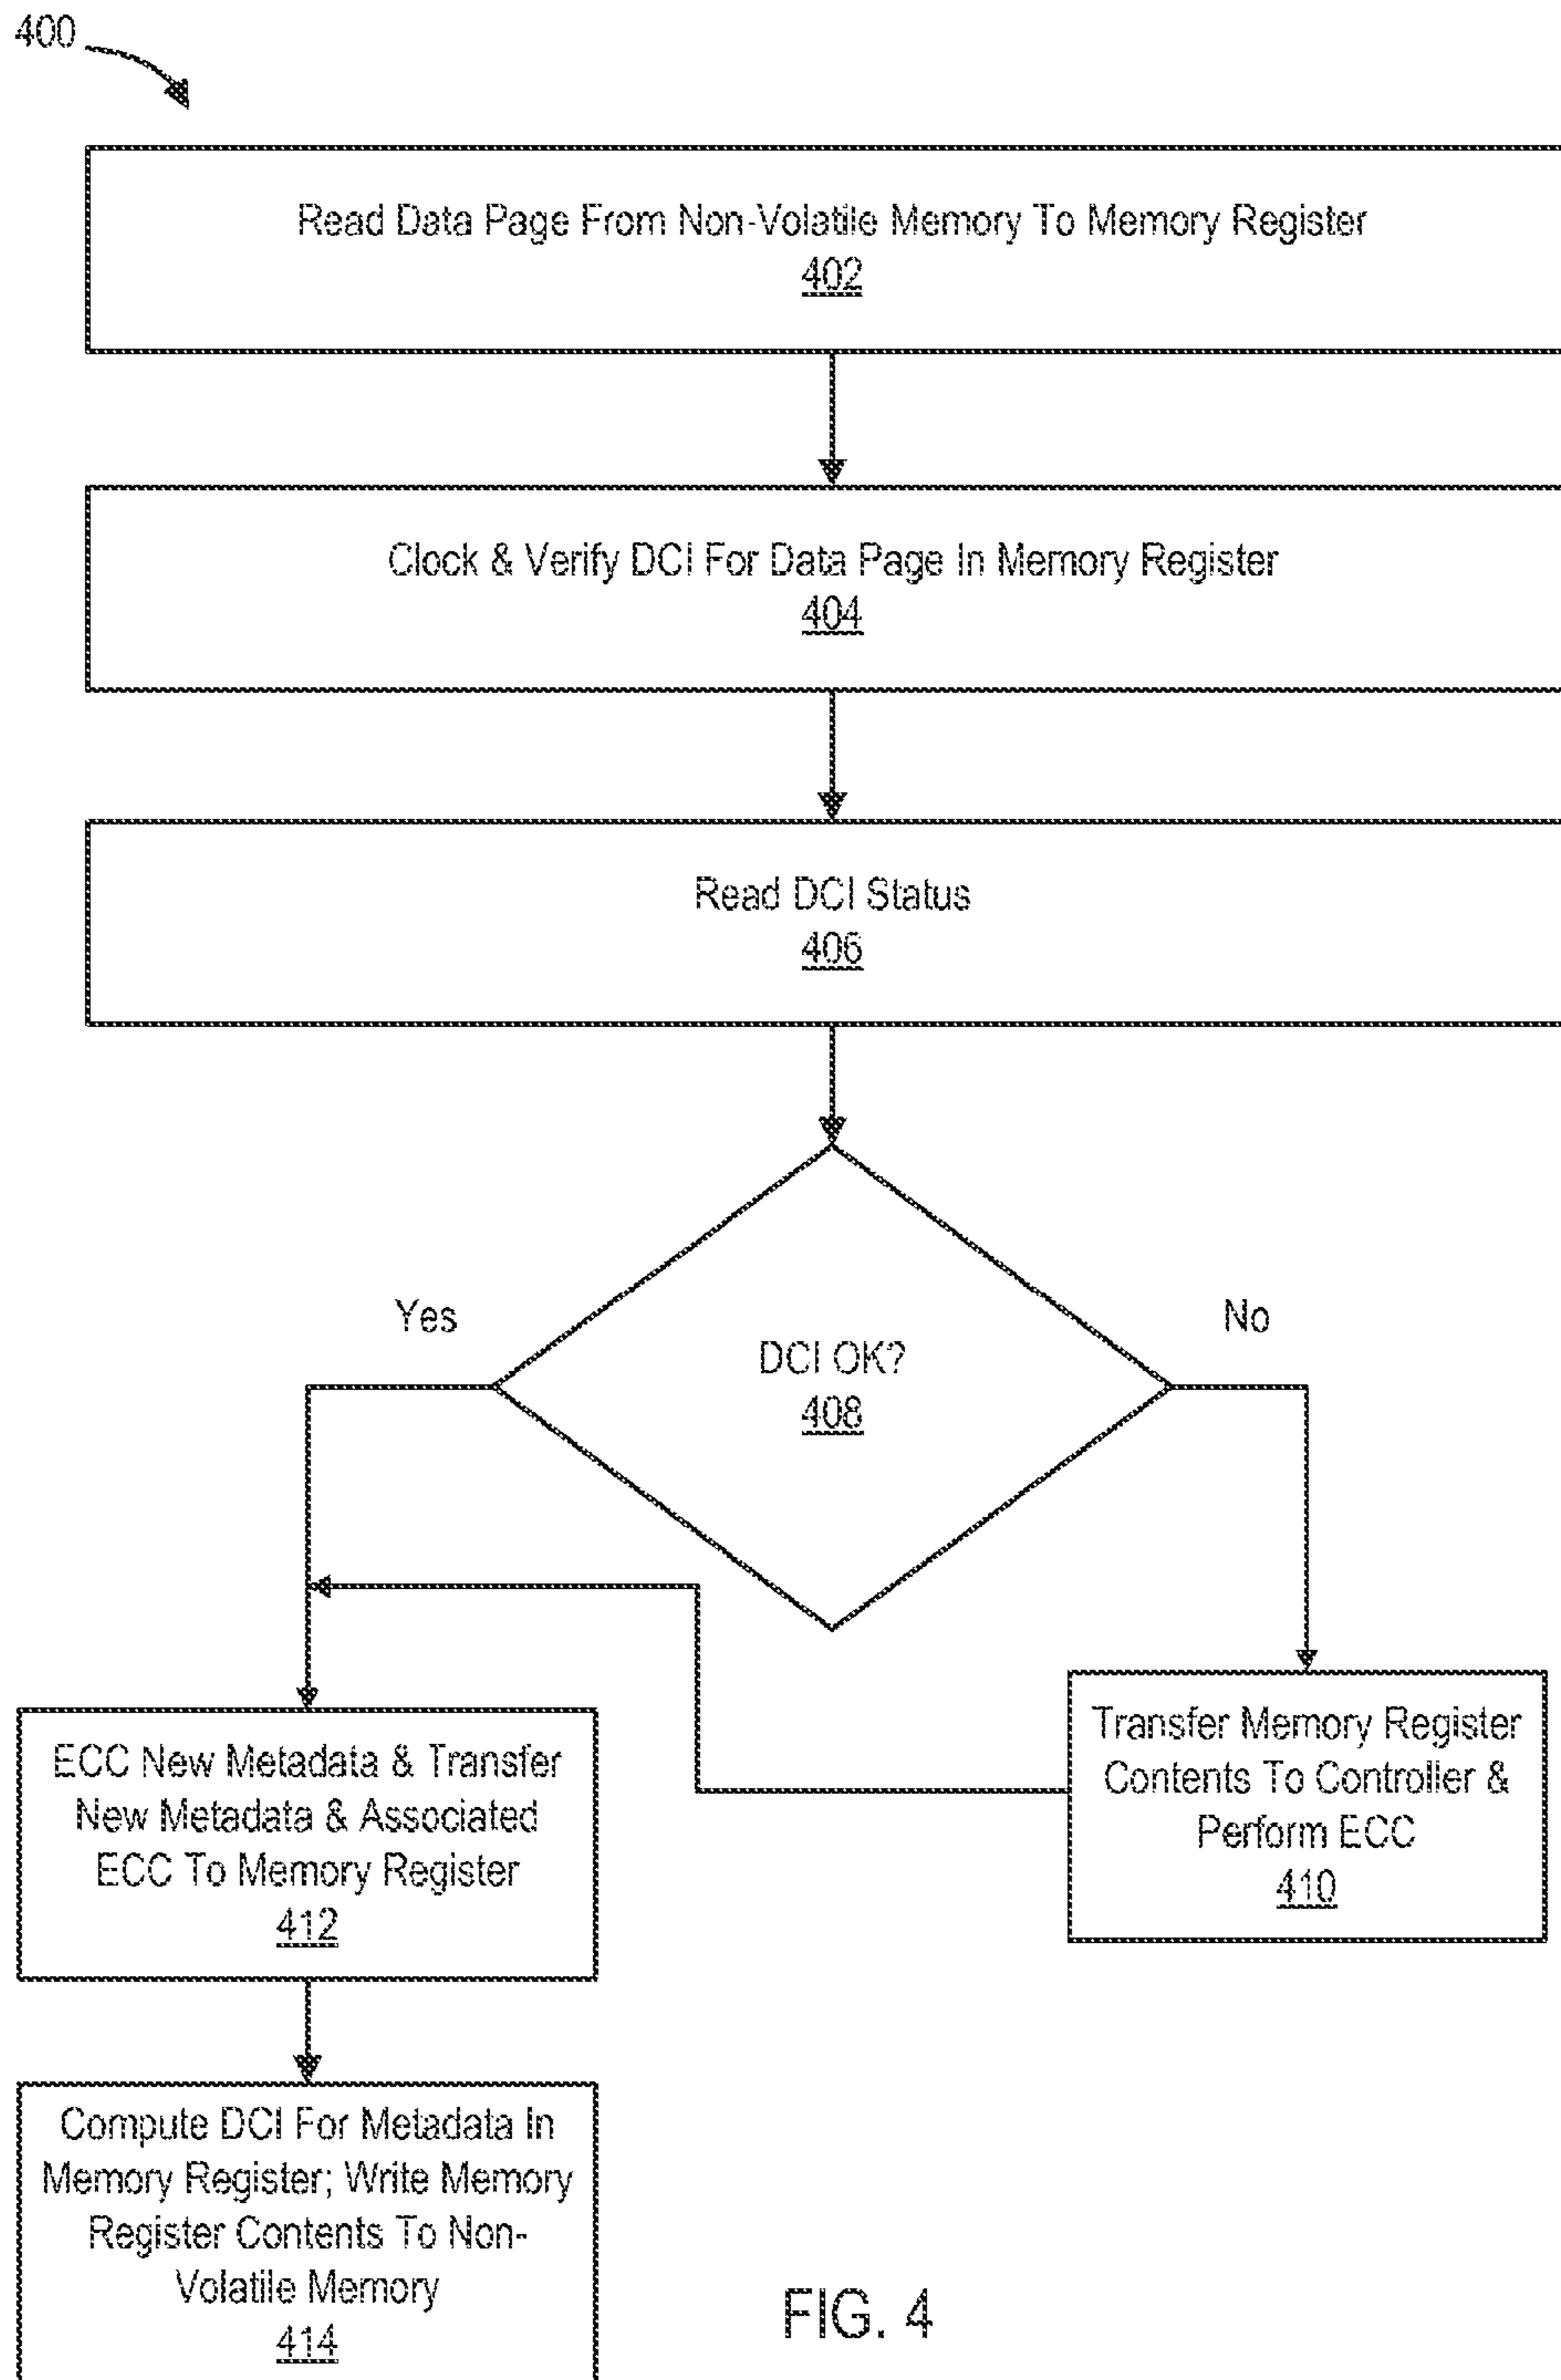 400
Read Data Page From Non-Volatile Memory To Memory Register
402
Clock & Verify DCI For Data Page In Memory Register
404
Read DCI Status
406
Yes
No
DCI OK?
408
Transfer Memory Register
Contents To Controller &
Perform ECC
410
ECC New Metadata & Transfer
New Metadata & Associated
ECC To Memory Register
412
Compute DCI For Metadata In
Memory Register; Write Memory
Register Contents To Non-
Volatile Memory
414
FIG. 4